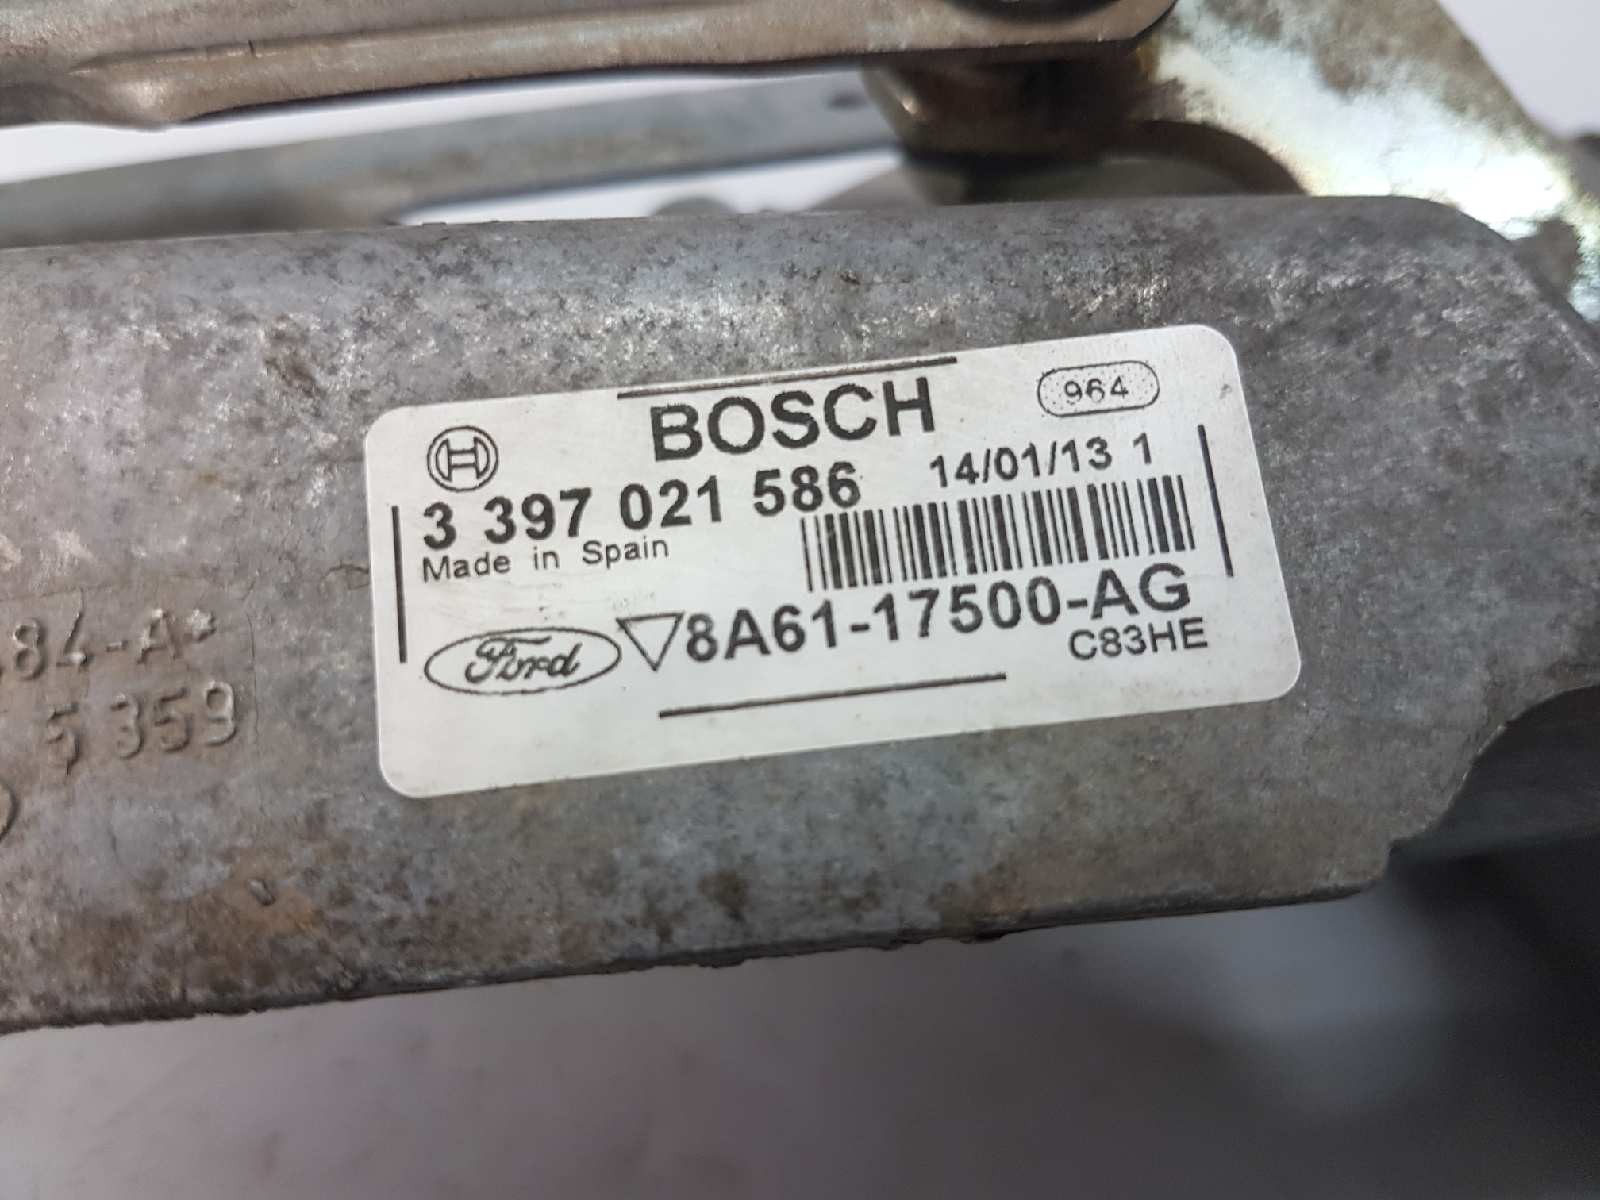 BOSCH
964
3 397 021 586
14/01/13 1
Made in Spain
Ford
8A61-17500-AG
C83HE
84-A*
5 359